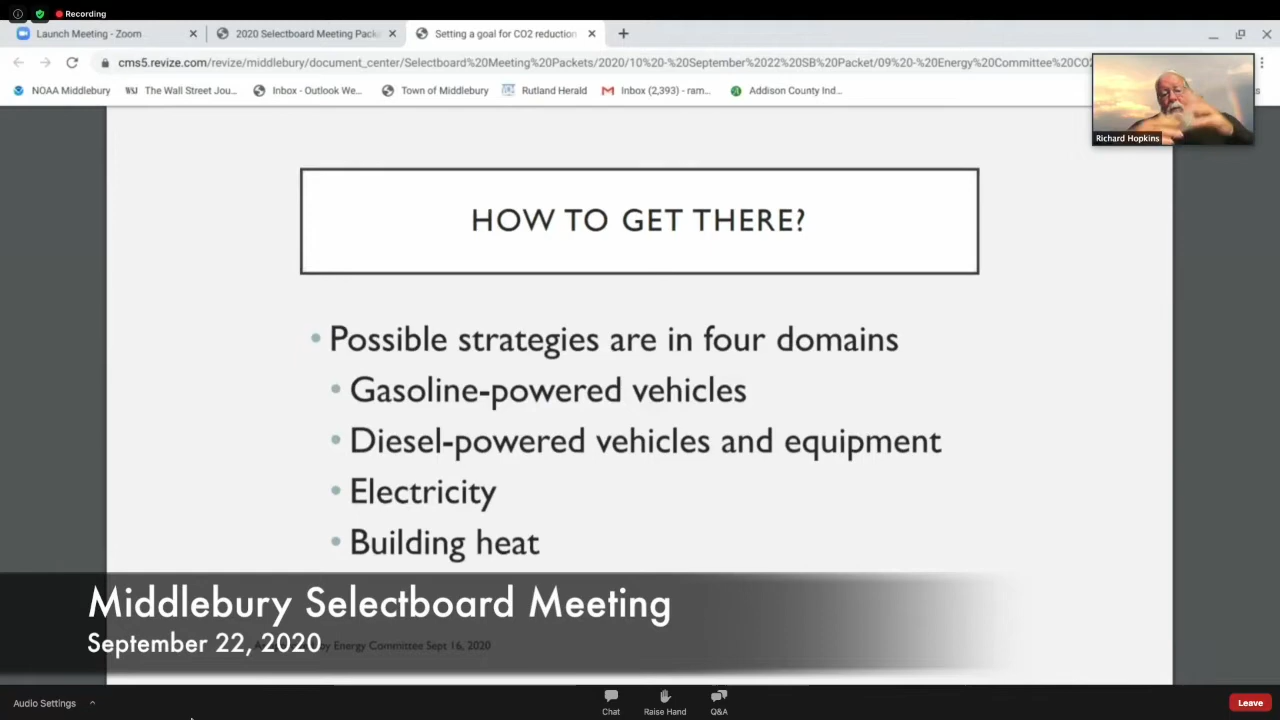 Recording
Launch Meeting - Zoom
2020 Selectboard Meeting Pack
Setting a goal for CO2 reduction
cms5.revize.com/revize/middlebury/document_center/Selectboard%20Meeting%20Packets/2020/10%20-%20September%2022%20SB%20Packet/09%20-%20Energy%20Committee%20CO
NOAA Middlebury
WSJ The Wall Street Jou...
Inbox - Outlook We...
Town of Middlebury
Rutland Herald
Inbox (2,393) - ram...
Addison County Ind...
Richard Hopkins
HOW TO GET THERE?
• Possible strategies are in four domains
• Gasoline-powered vehicles
• Diesel-powered vehicles and equipment
• Electricity
• Building heat
Middlebury Selectboard Meeting
September 22, 2020
by Energy Committee Sept 16, 2020
Audio Settings
Chat
Raise Hand
Q&A
Leave